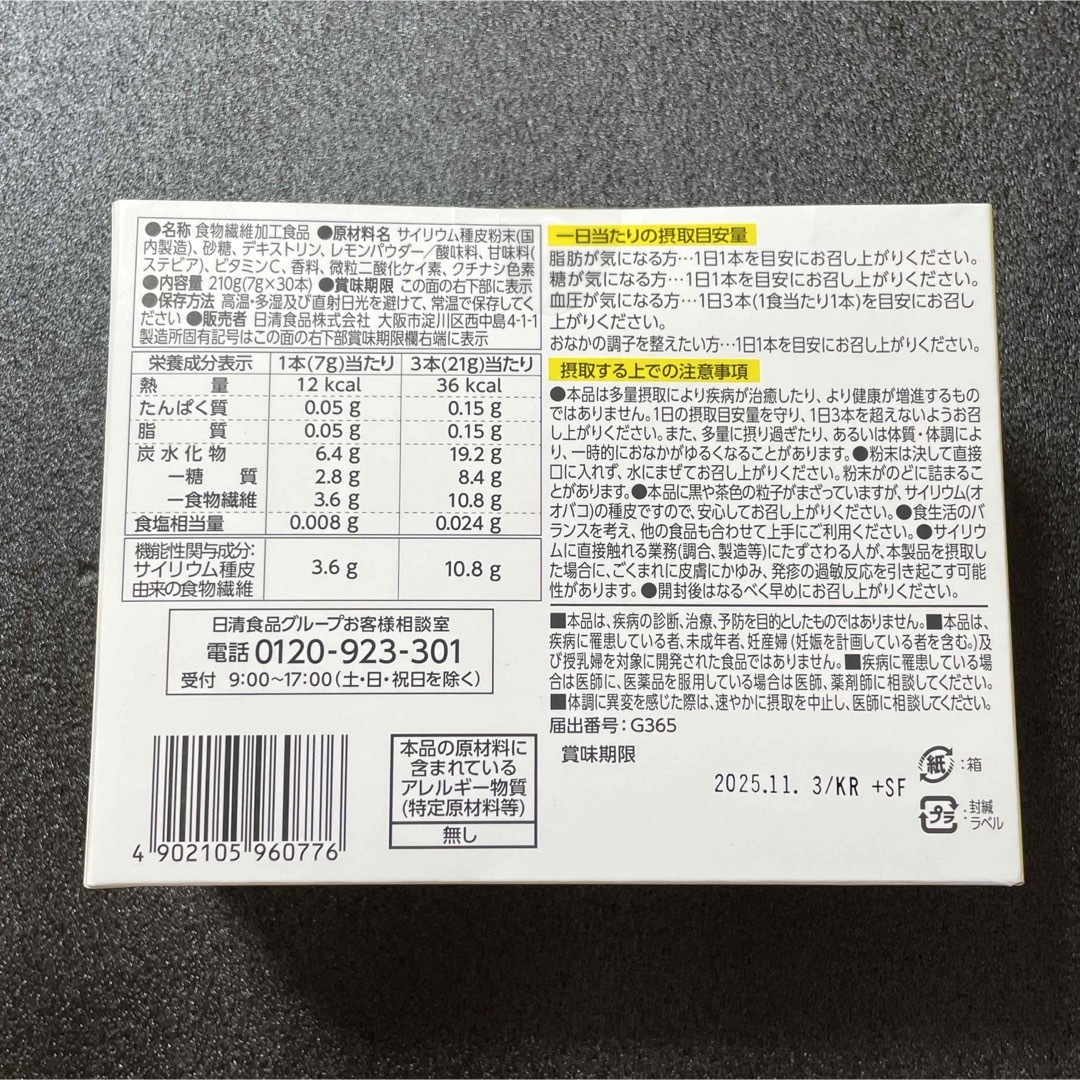 ●名称 食物繊維加工食品 ●原材料名 サイリウム種皮粉末(国
内製造)、砂糖、デキストリン、レモンパウダー/酸味料、甘味料(
ステビア)、ビタミンC、香料、微粒二酸化ケイ素、クチナシ色素
●内容量 210g(7g×30本) ●賞味期限 この面の右下部に表示
●保存方法 高温・多湿及び直射日光を避けて、常温で保存してく
ださい ●販売者 日清食品株式会社 大阪市淀川区西中島4-1-1
製造所固有記号はこの面の右下部賞味期限欄右端に表示
栄養成分表示 1本(7g)当たり 3本(21g)当たり
熱量 12 kcal 36 kcal
たんぱく質 0.05 g 0.15 g
脂質 0.05 g 0.15 g
炭水化物 6.4 g 19.2 g
ー糖質 2.8 g 8.4 g
ー食物繊維 3.6 g 10.8 g
食塩相当量 0.008 g 0.024 g
機能性関与成分:
サイリウム種皮 3.6 g 10.8 g
由来の食物繊維
日清食品グループお客様相談室
電話 0120-923-301
受付 9:00~17:00(土・日・祝日を除く)
4 902105 960776
本品の原材料に
含まれている
アレルギー物質
(特定原材料等)
無し
一日当たりの摂取目安量
脂肪が気になる方…1日1本を目安にお召し上がりください。
糖が気になる方…1日1本を目安にお召し上がりください。
血圧が気になる方…1日3本(1食当たり1本)を目安にお召し
上がりください。
おなかの調子を整えたい方…1日1本を目安にお召し上がりください。
摂取する上での注意事項
●本品は多量摂取により疾病が治癒したり、より健康が増進するもの
ではありません。1日の摂取目安量を守り、1日3本を超えないようお召
し上がりください。また、多量に摂り過ぎたり、あるいは体質・体調によ
り、一時的におなかがゆるくなることがあります。●粉末は決して直接
口に入れず、水にまぜてお召し上がりください。粉末がのどに詰まるこ
とがあります。●本品に黒や茶色の粒子がまざっていますが、サイリウム(オ
オバコ)の種皮ですので、安心してお召し上がりください。●食生活のバ
ランスを考え、他の食品も合わせて上手にご利用ください。●サイリウ
ムに直接触れる業務(調合、製造等)にたずさわる人が、本製品を摂取し
た場合に、ごくまれに皮膚にかゆみ、発疹の過敏反応を引き起こす可能
性があります。●開封後はなるべく早めにお召し上がりください。
■本品は、疾病の診断、治療、予防を目的としたものではありません。■本品は、
疾病に罹患している者、未成年者、妊産婦(妊娠を計画している者を含む。)及
び授乳婦を対象に開発された食品ではありません。■疾病に罹患している場
合は医師に、医薬品を服用している場合は医師、薬剤師に相談してください。
■体調に異変を感じた際は、速やかに摂取を中止し、医師に相談してください。
届出番号:G365
賞味期限
2025.11. 3/KR +SF
紙 :箱
プラ :封緘
ラベル